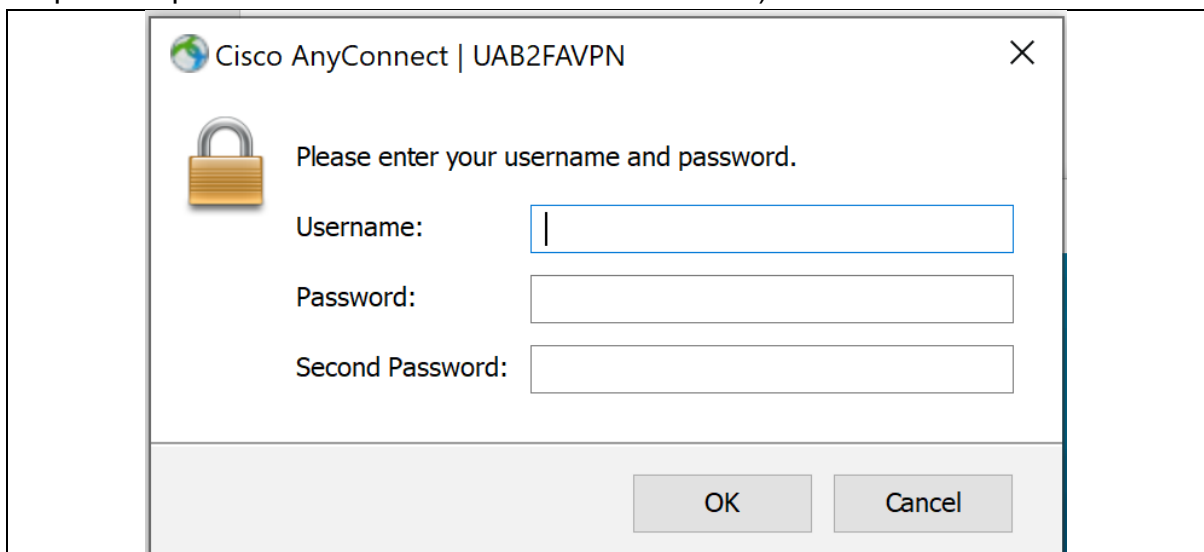 Cisco AnyConnect | UAB2FAVPN
Please enter your username and password.
Username:
Password:
Second Password:
OK Cancel